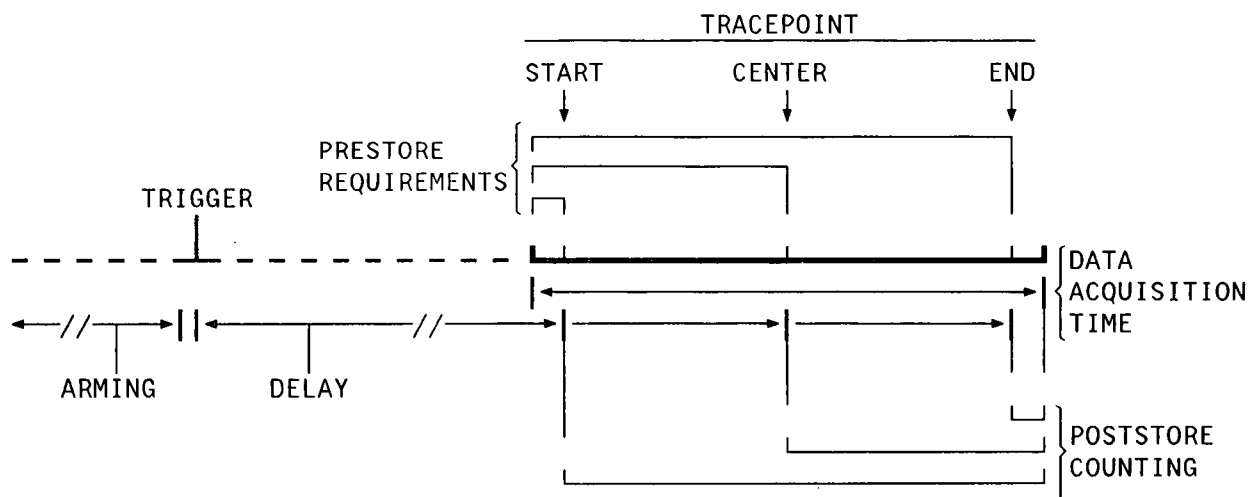 TRACEPOINT
START
CENTER
END
PRESTORE
REQUIREMENTS
TRIGGER
DATA
ACQUISITION
TIME
ARMING
DELAY
POSTSTORE
COUNTING